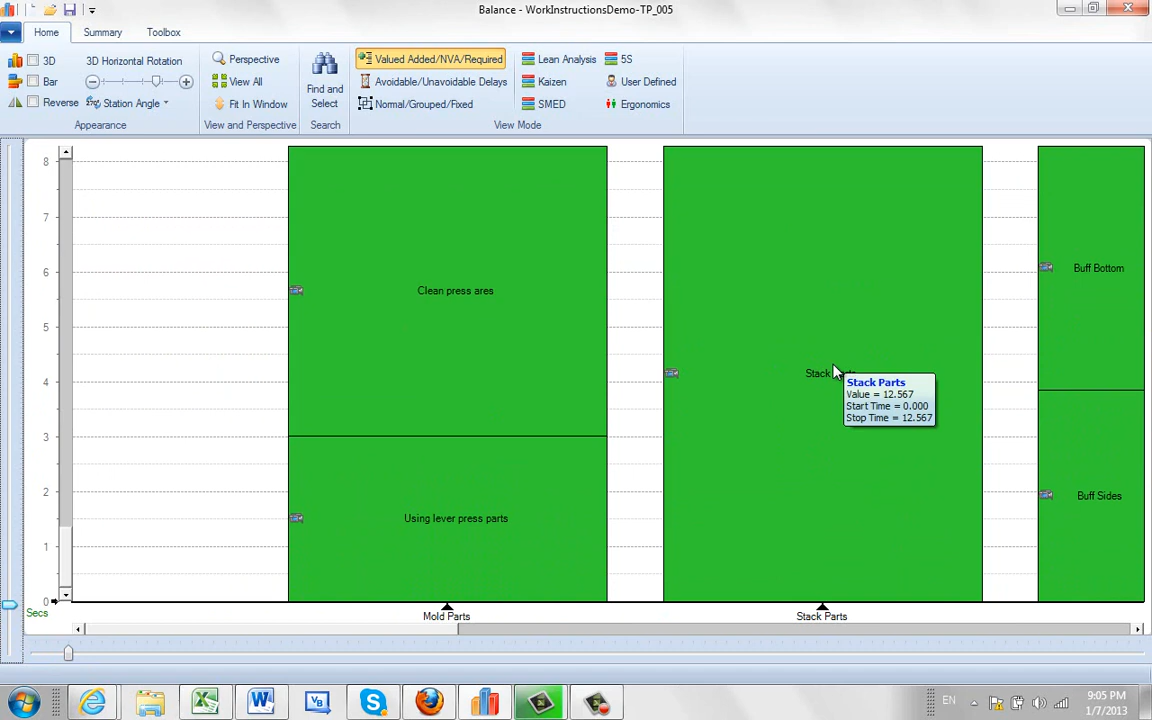 Balance - WorkInstructionsDemo-TP_005
Home Summary Toolbox
3D 3D Horizontal Rotation
Bar
Reverse Station Angle
Appearance
Perspective
View All
Fit In Window
View and Perspective
Find and
Select
Search
Valued Added/NVA/Required
Avoidable/Unavoidable Delays
Normal/Grouped/Fixed
Lean Analysis
Kaizen
SMED
5S
User Defined
Ergonomics
View Mode
8
7
6
5
4
3
2
1
0
Secs
Clean press ares
Using lever press parts
Stack
Stack Parts
Value = 12.567
Start Time = 0.000
Stop Time = 12.567
Buff Bottom
Buff Sides
Mold Parts
Stack Parts
EN
9:05 PM
1/7/2013